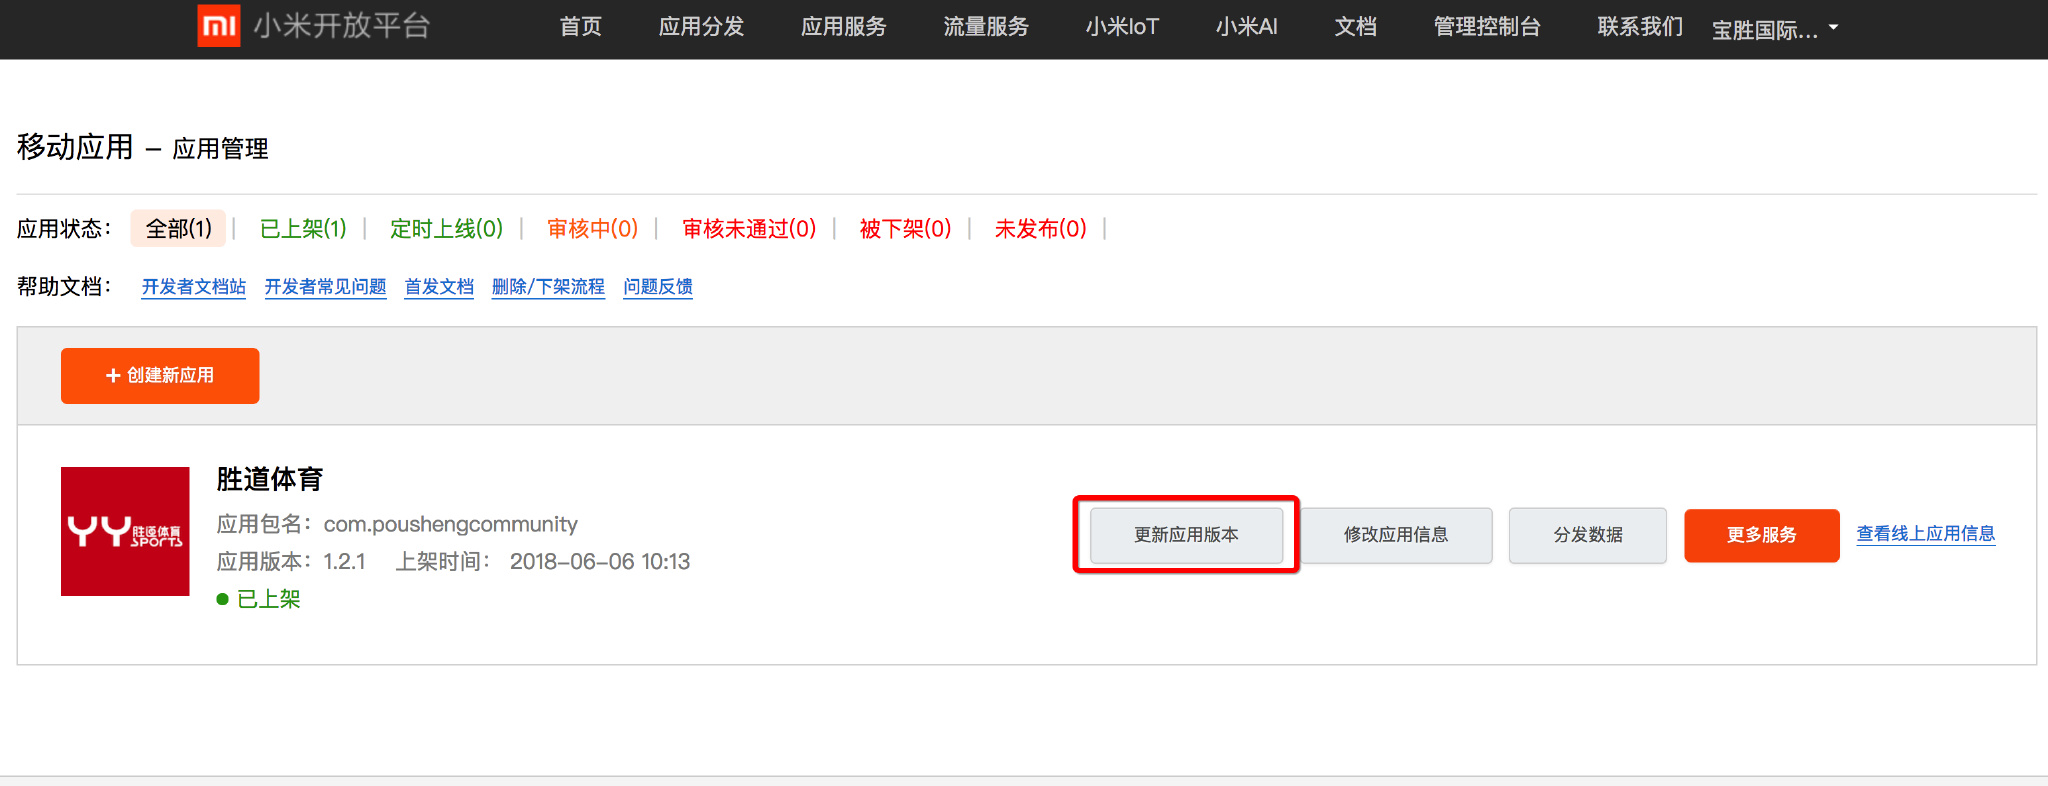 mi 小米开放平台 首页 应用分发 应用服务 流量服务 小米IoT 小米AI 文档 管理控制台 联系我们 宝胜国际...
移动应用 – 应用管理
应用状态： 全部(1) | 已上架(1) | 定时上线(0) | 审核中(0) | 审核未通过(0) | 被下架(0) | 未发布(0) |
帮助文档： 开发者文档站 开发者常见问题 首发文档 删除/下架流程 问题反馈
+ 创建新应用
YY胜道体育
SPORTS
胜道体育
应用包名：com.poushengcommunity
应用版本：1.2.1 上架时间： 2018-06-06 10:13
已上架
更新应用版本 修改应用信息 分发数据 更多服务 查看线上应用信息